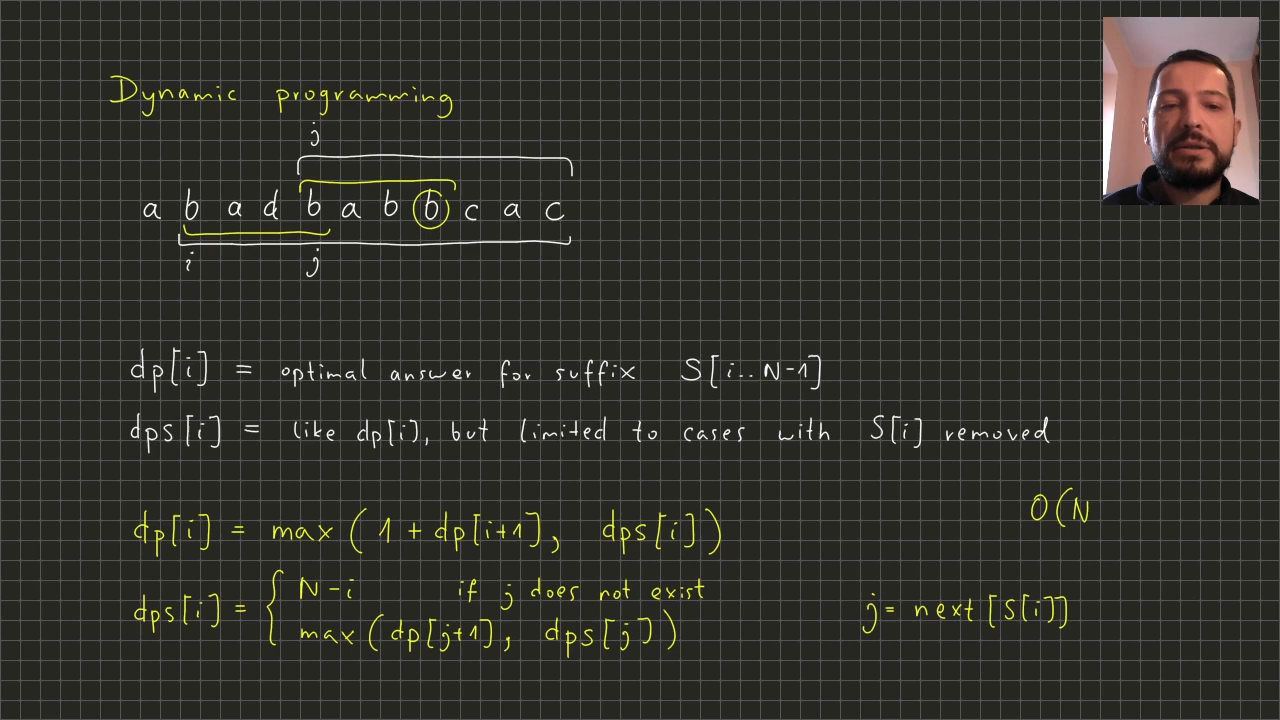 Dynamic programming
j
a b a d b a b b c a c
i j
dp[i] = optimal answer for suffix S[i..N-1]
dps[i] = like dp[i], but limited to cases with S[i] removed
O(N
dp[i] = max(1 + dp[i+1], dps[i])
dps[i] = { N-i if j does not exist
max(dp[j+1], dps[j])
j = next[S[i]]